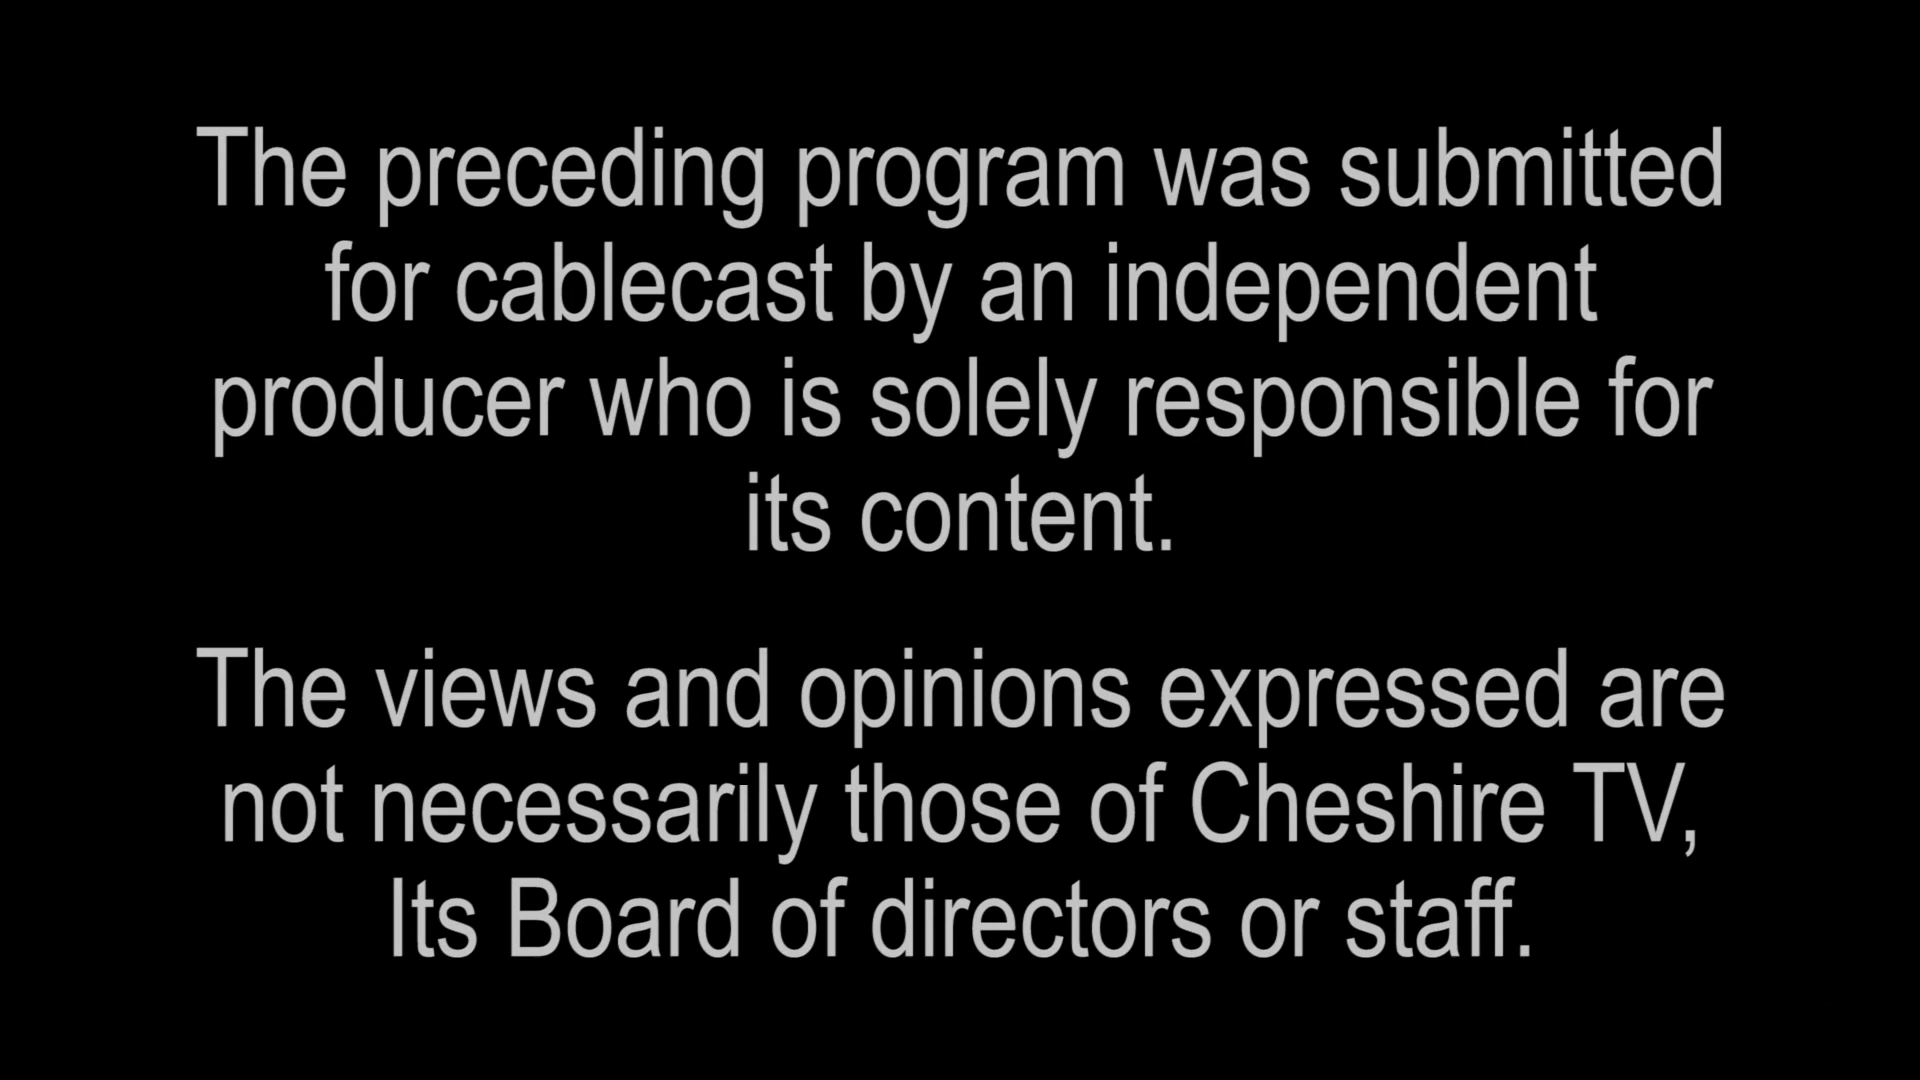 The preceding program was submitted
for cablecast by an independent
producer who is solely responsible for
its content.
The views and opinions expressed are
not necessarily those of Cheshire TV,
Its Board of directors or staff.